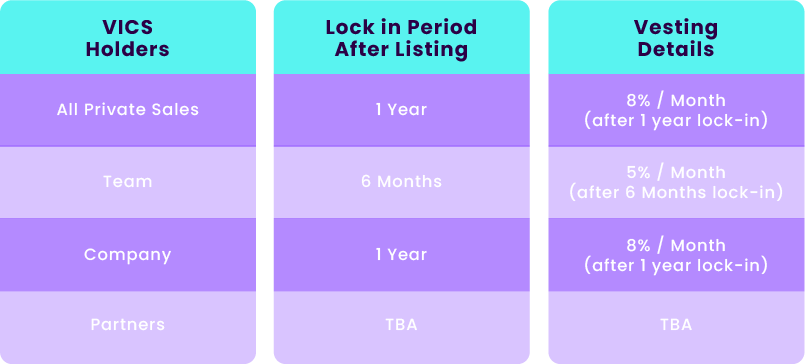 VICS
Holders
Lock in Period
After Listing
Vesting
Details
All Private Sales
1 Year
8% / Month
(after 1 year lock-in)
Team
6 Months
5% / Month
(after 6 Months lock-in)
Company
1 Year
8% / Month
(after 1 year lock-in)
Partners
TBA
TBA